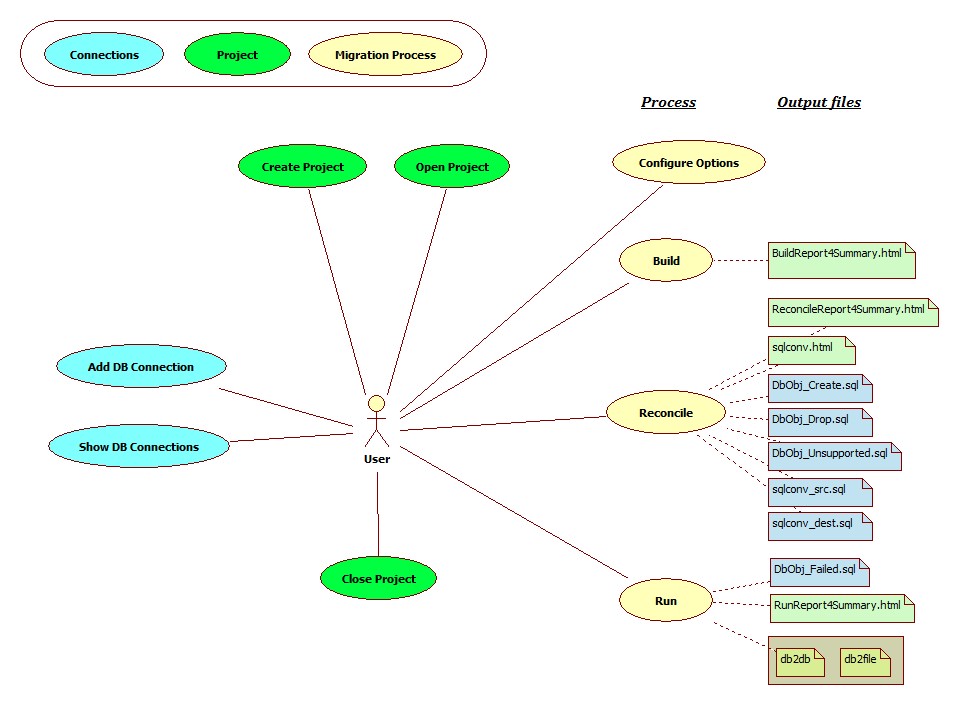 Connections
Project
Migration Process
Process
Output files
Create Project
Open Project
Configure Options
Build
BuildReport4Summary.html
ReconcileReport4Summary.html
sqlconv.html
Add DB Connection
DbObj_Create.sql
Reconcile
DbObj_Drop.sql
Show DB Connections
User
DbObj_Unsupported.sql
sqlconv_src.sql
sqlconv_dest.sql
Close Project
DbObj_Failed.sql
Run
RunReport4Summary.html
db2db
db2file